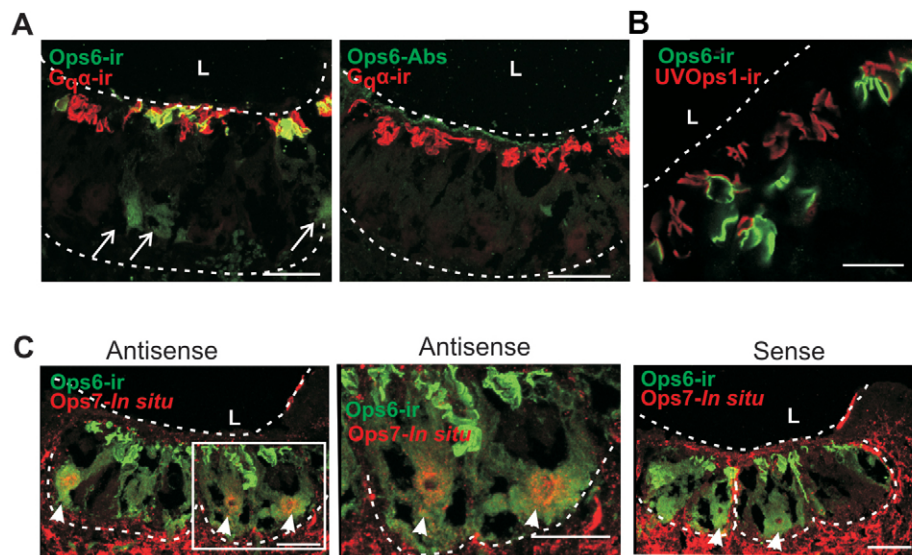 A
Ops6-ir
Gqα-ir
L
Ops6-Abs
Gqα-ir
L
B
Ops6-ir
UVOps1-ir
L
C
Antisense
Ops6-ir
Ops7-In situ
L
Antisense
Ops6-ir
Ops7-In situ
Sense
Ops6-ir
Ops7-In situ
L